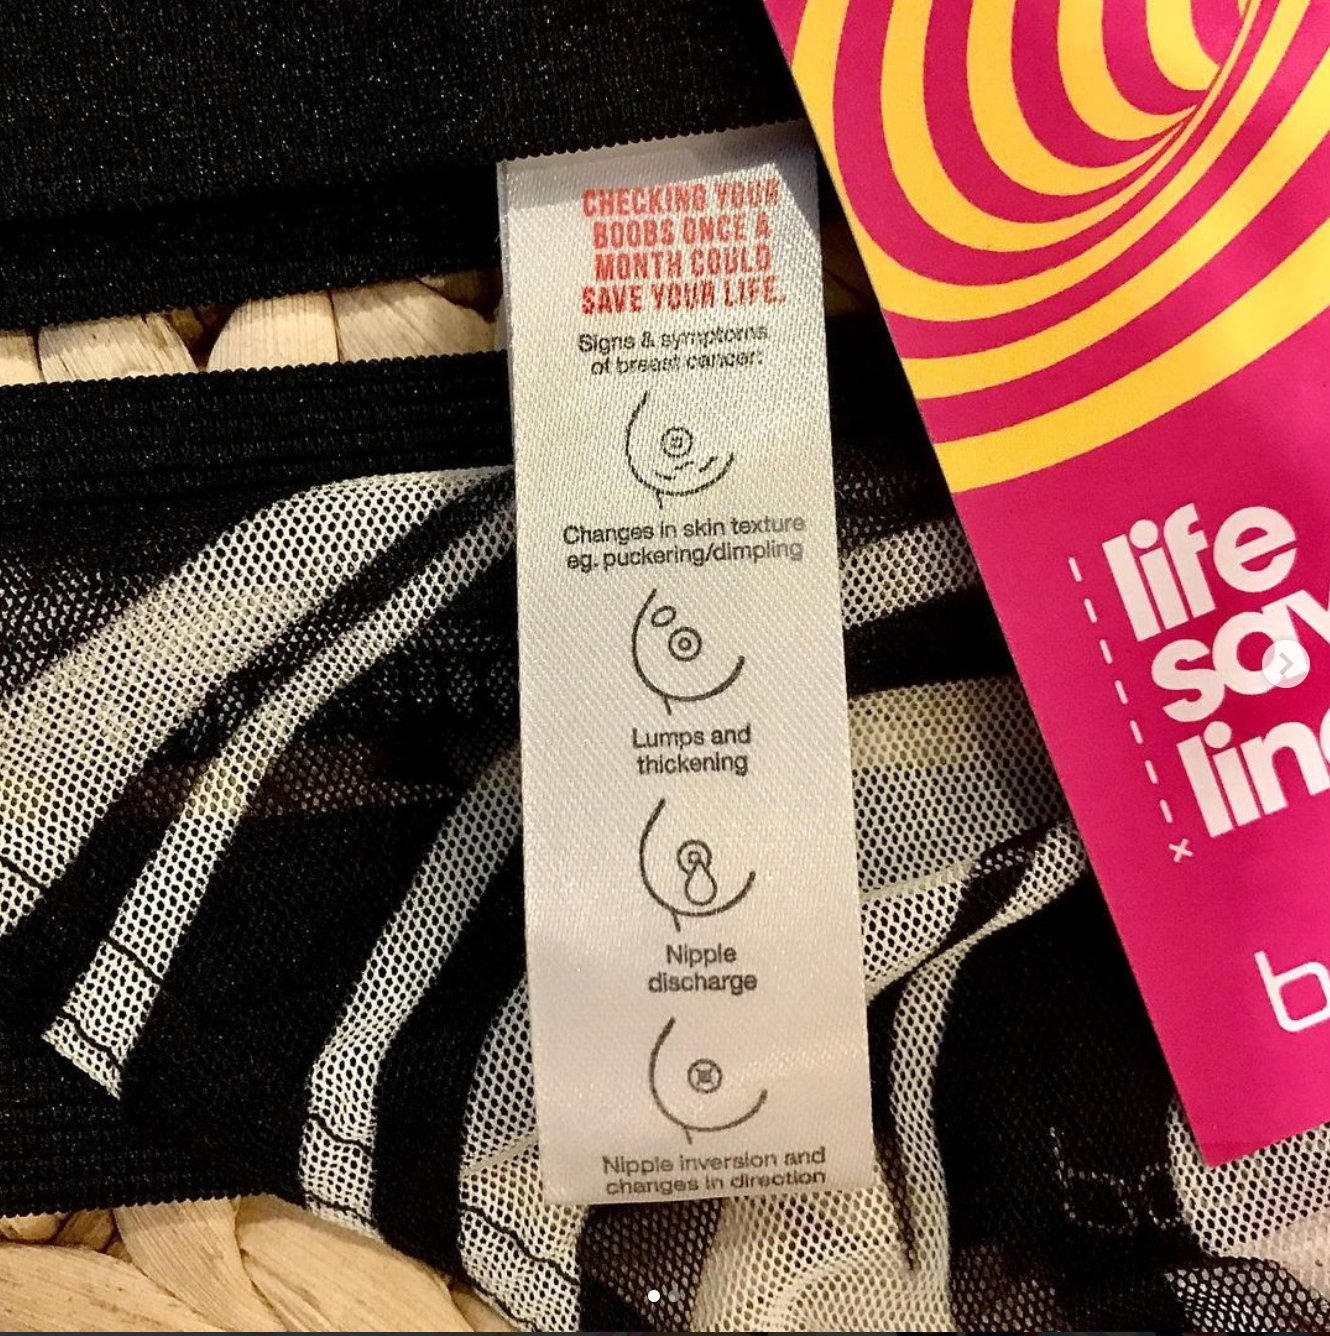 CHECKING YOUR
BOOBS ONCE A
MONTH COULD
SAVE YOUR LIFE.
Signs & symptoms
of breast cancer:
Changes in skin texture
eg. puckering/dimpling
Lumps and
thickening
Nipple
discharge
Nipple inversion and
changes in direction
life